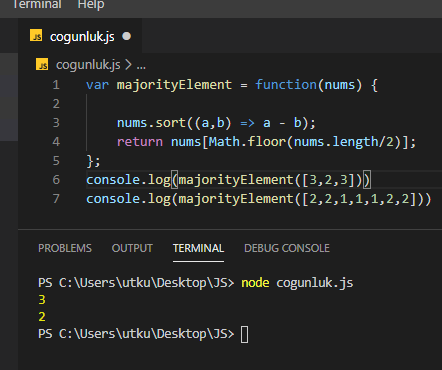 Terminal Help
JS cogunluk.js ●
JS cogunluk.js > ...
1 var majorityElement = function(nums) {
2
3 nums.sort((a,b) => a - b);
4 return nums[Math.floor(nums.length/2)];
5 };
6 console.log(majorityElement([3,2,3]))
7 console.log(majorityElement([2,2,1,1,1,2,2]))
PROBLEMS OUTPUT TERMINAL DEBUG CONSOLE
PS C:\Users\utku\Desktop\JS> node cogunluk.js
3
2
PS C:\Users\utku\Desktop\JS>